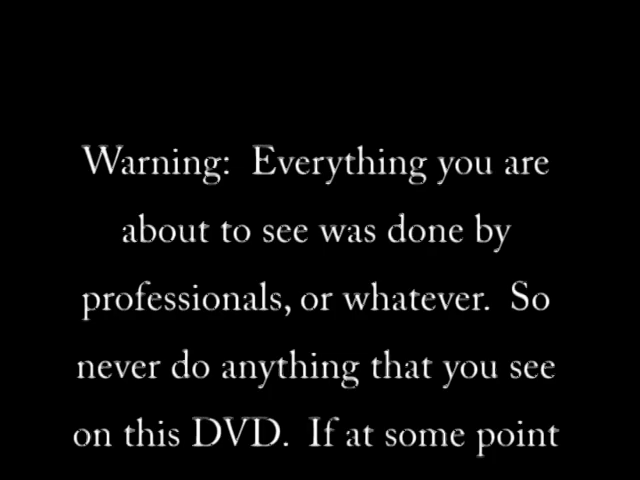 Warning:  Everything you are
about to see was done by
professionals, or whatever.  So
never do anything that you see
on this DVD.  If at some point